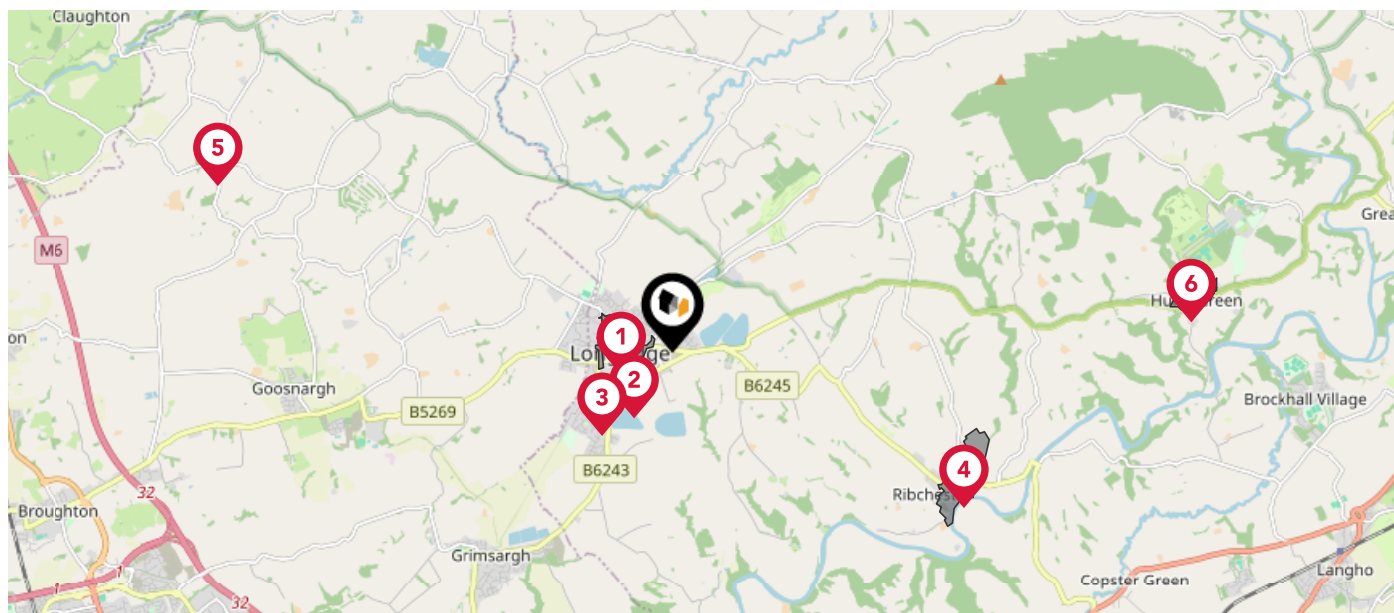 Claughton
5
M6
Grea
6
on
1
2
3
B5269
Goosnargh
B6245
Brockhall Village
B6243
4
32
Broughton
Grimsargh
Copster Green
Langho
1
1
32